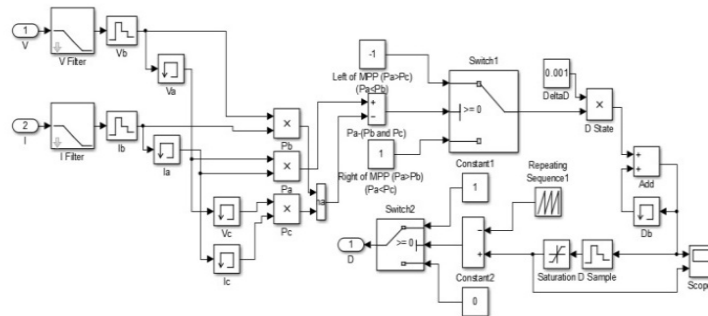 1
V
V Filter
Vb
Va
-1
Left of MPP (Pa>Pc)
(Pa<Pb)
Switch1
>= 0
0.001
DeltaD
×
D State
2
I
I Filter
Ib
Ia
×
Pb
×
Pa
×
Pc
+
−
Pa-(Pb and Pc)
1
Right of MPP (Pa>Pb)
(Pa<Pc)
Constant1
1
Repeating
Sequence1
+
+
Add
Db
Vc
Ic
Switch2
>= 0
1
D
−
+
Constant2
0
Saturation
D Sample
Scope